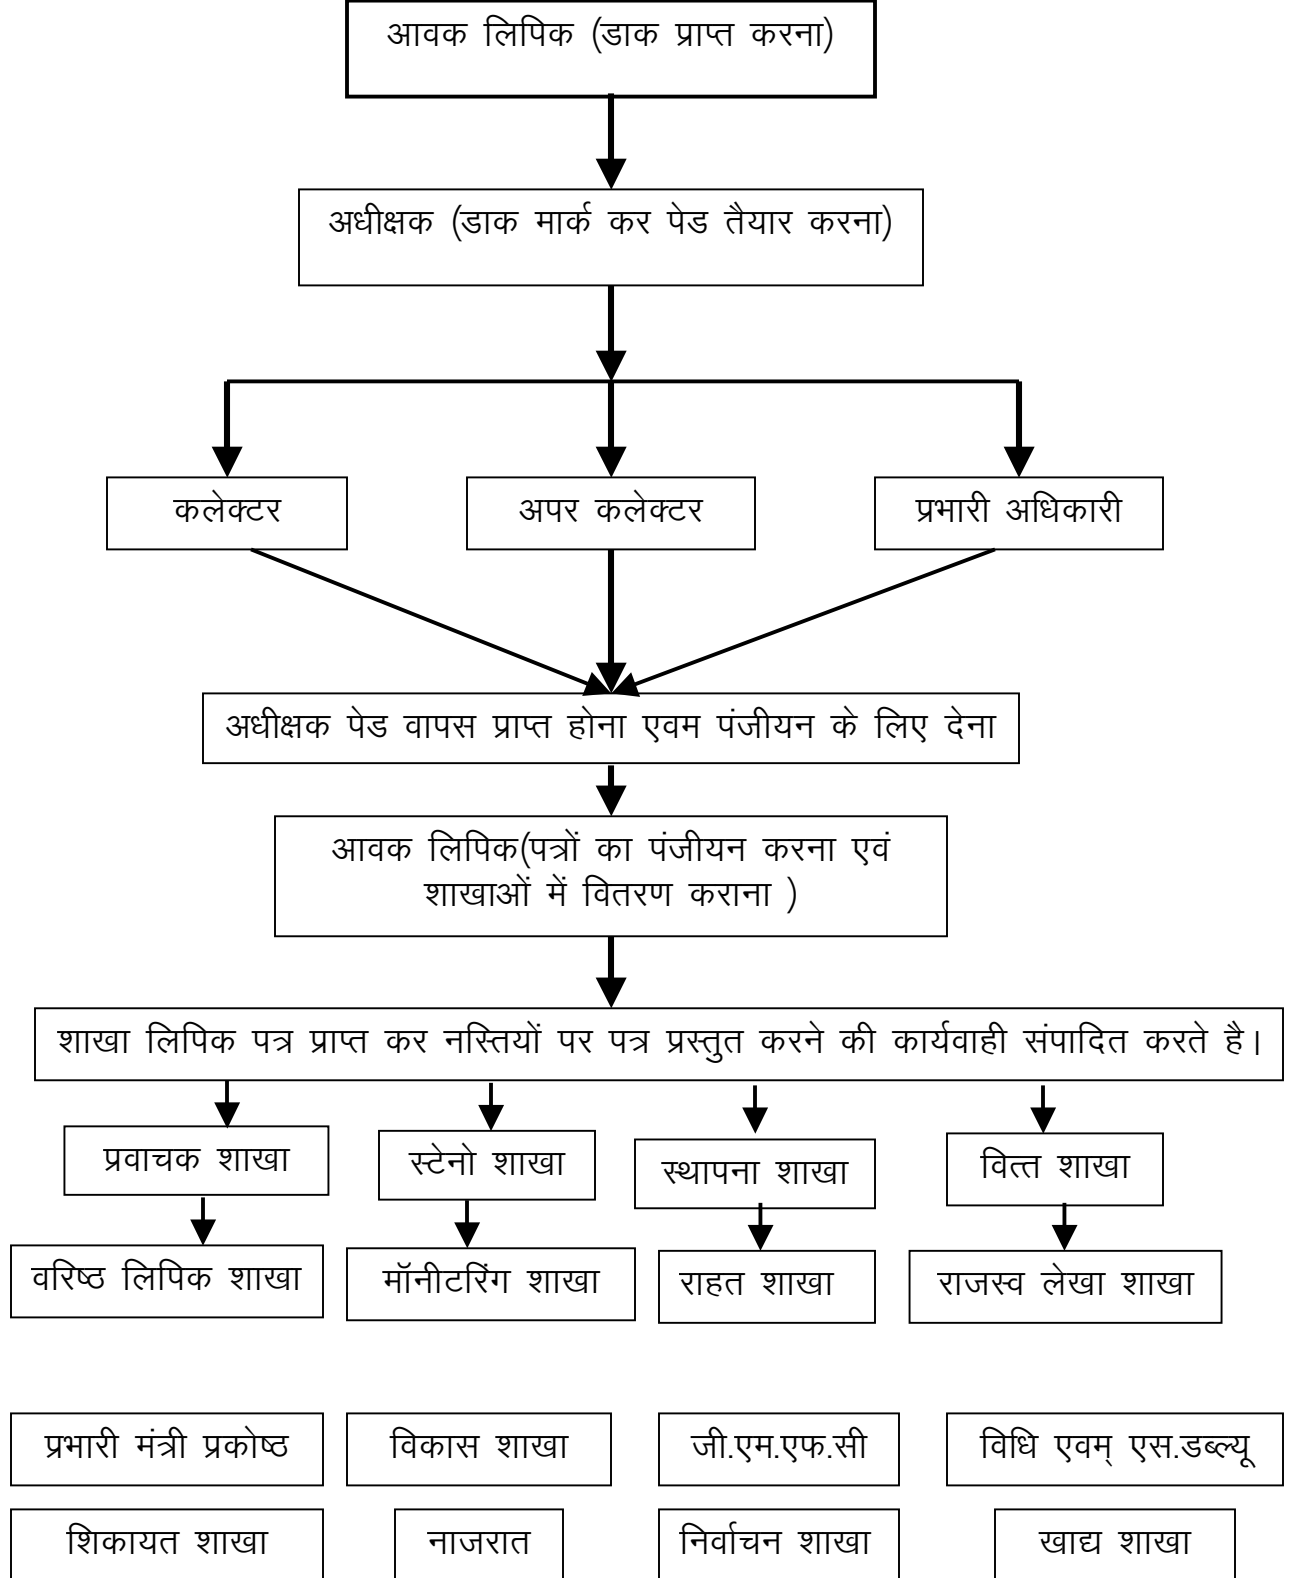 आवक लिपिक (डाक प्राप्त करना)
अधीक्षक (डाक मार्क कर पेड तैयार करना)
कलेक्टर
अपर कलेक्टर
प्रभारी अधिकारी
अधीक्षक पेड वापस प्राप्त होना एवम पंजीयन के लिए देना
आवक लिपिक(पत्रों का पंजीयन करना एवं
शाखाओं में वितरण कराना )
शाखा लिपिक पत्र प्राप्त कर नस्तियों पर पत्र प्रस्तुत करने की कार्यवाही संपादित करते है।
प्रवाचक शाखा
स्टेनो शाखा
स्थापना शाखा
वित्त शाखा
वरिष्ठ लिपिक शाखा
मॉनीटरिंग शाखा
राहत शाखा
राजस्व लेखा शाखा
प्रभारी मंत्री प्रकोष्ठ
विकास शाखा
जी.एम.एफ.सी
विधि एवम् एस.डब्ल्यू
शिकायत शाखा
नाजरात
निर्वाचन शाखा
खाद्य शाखा